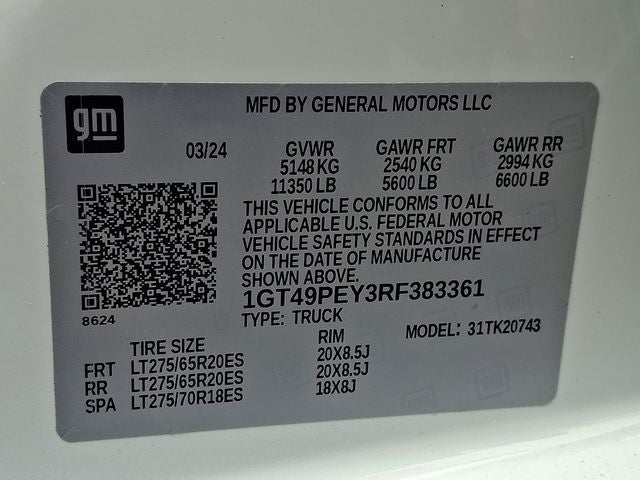 gm
MFD BY GENERAL MOTORS LLC
03/24 GVWR GAWR FRT GAWR RR
5148 KG 2540 KG 2994 KG
11350 LB 5600 LB 6600 LB
THIS VEHICLE CONFORMS TO ALL
APPLICABLE U.S. FEDERAL MOTOR
VEHICLE SAFETY STANDARDS IN EFFECT
ON THE DATE OF MANUFACTURE
SHOWN ABOVE.
1GT49PEY3RF383361
8624
TYPE: TRUCK
MODEL: 31TK20743
TIRE SIZE RIM
FRT LT275/65R20ES 20X8.5J
RR LT275/65R20ES 20X8.5J
SPA LT275/70R18ES 18X8J